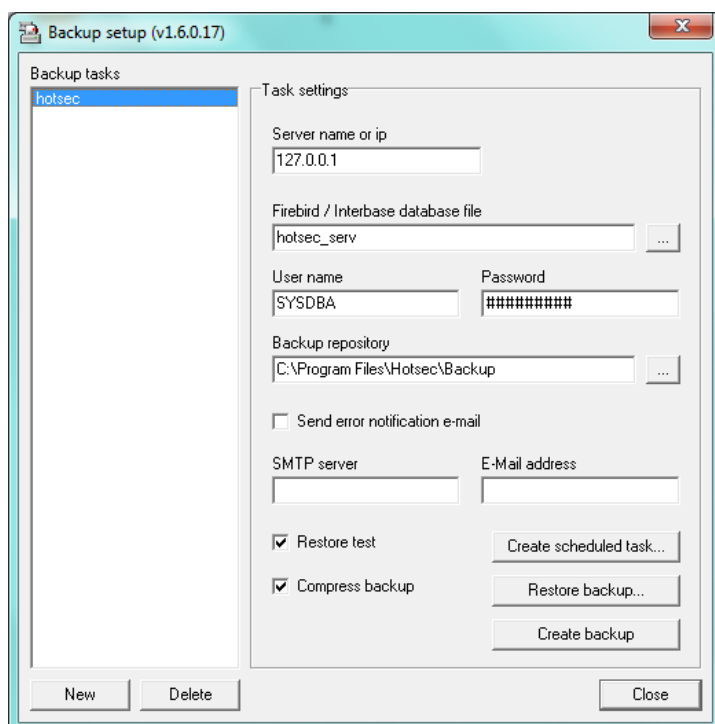 Backup setup (v1.6.0.17)
Backup tasks
hotsec
Task settings
Server name or ip
127.0.0.1
Firebird / Interbase database file
hotsec_serv
...
User name
Password
SYSDBA
#########
Backup repository
C:\Program Files\Hotsec\Backup
...
Send error notification e-mail
SMTP server
E-Mail address
Restore test
Create scheduled task...
Compress backup
Restore backup...
Create backup
New
Delete
Close